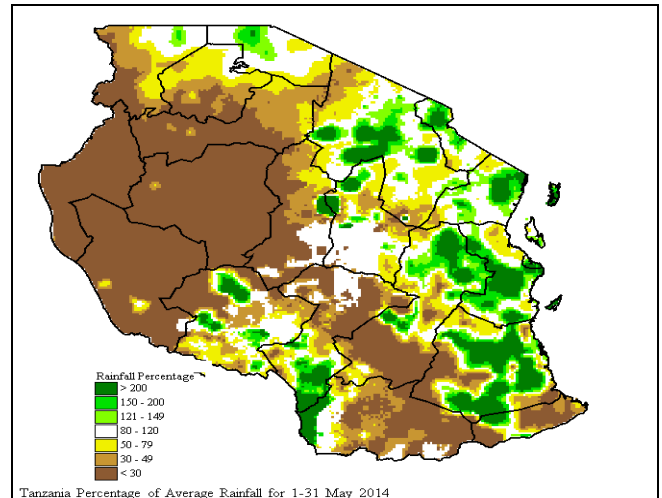 Rainfall Percentage
> 200
150 - 200
121 - 149
80 - 120
50 - 79
30 - 49
< 30
Tanzania Percentage of Average Rainfall for 1-31 May 2014